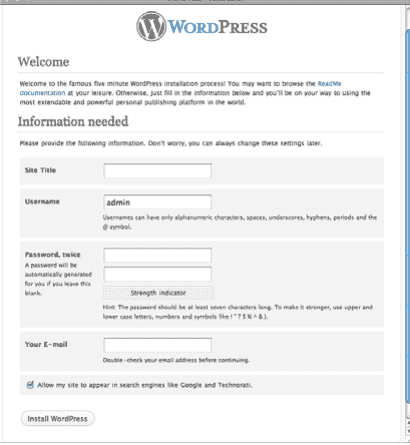 WORDPRESS
Welcome
Welcome to the famous five minute WordPress installation process! You may want to browse the ReadMe
documentation at your leisure. Otherwise, just fill in the information below and you'll be on your way to using the
most extendable and powerful personal publishing platform in the world.
Information needed
Please provide the following information. Don't worry, you can always change these settings later.
Site Title
Username
admin
Usernames can have only alphanumeric characters, spaces, underscores, hyphens, periods and the
@ symbol.
Password, twice
A password will be
automatically generated
for you if you leave this
blank.
Strength indicator
Hint: The password should be at least seven characters long. To make it stronger, use upper and
lower case letters, numbers and symbols like ! " ? $ % ^ & ).
Your E-mail
Double-check your email address before continuing.
Allow my site to appear in search engines like Google and Technorati.
Install WordPress